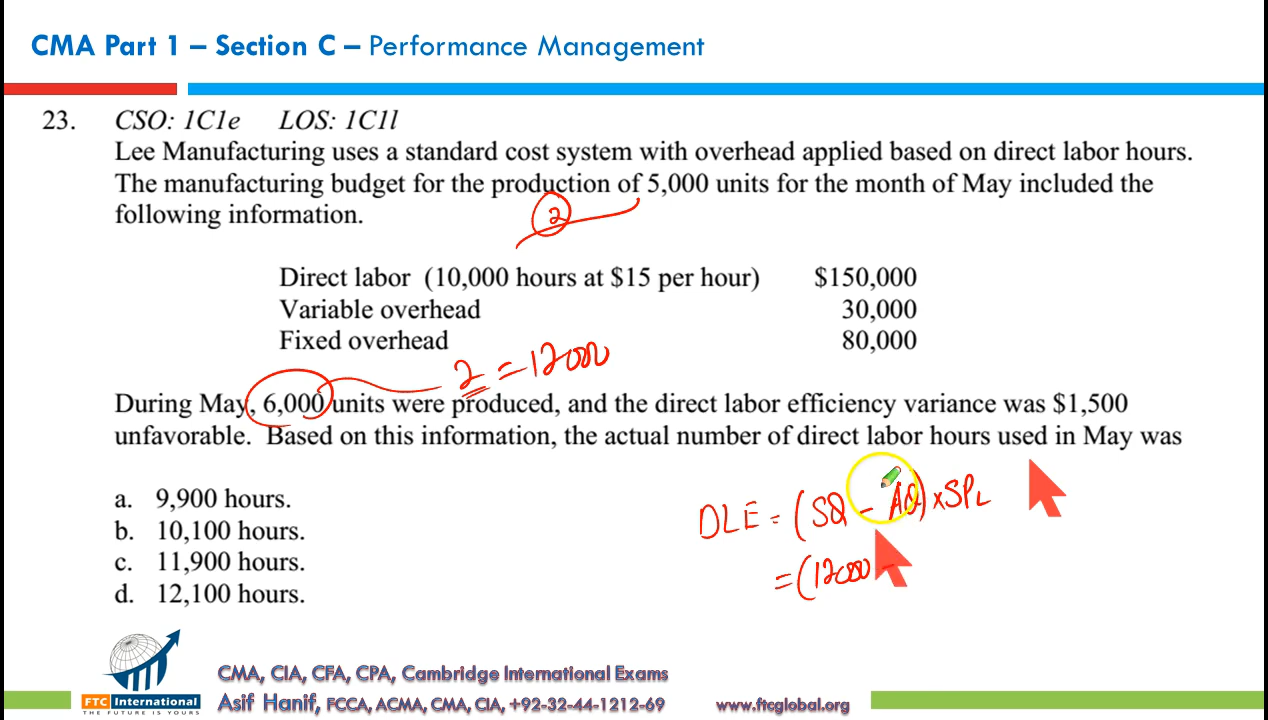 CMA Part 1 – Section C – Performance Management
23. CSO: 1C1e LOS: 1C1l
Lee Manufacturing uses a standard cost system with overhead applied based on direct labor hours.
The manufacturing budget for the production of 5,000 units for the month of May included the
following information.
2
Direct labor (10,000 hours at $15 per hour) $150,000
Variable overhead 30,000
Fixed overhead 80,000
2 = 12000
During May, 6,000 units were produced, and the direct labor efficiency variance was $1,500
unfavorable. Based on this information, the actual number of direct labor hours used in May was
a. 9,900 hours.
b. 10,100 hours.
c. 11,900 hours.
d. 12,100 hours.
DLE = (SQ - AQ) × SPL
= (12000 -
FTC International
THE FUTURE IS YOURS
CMA, CIA, CFA, CPA, Cambridge International Exams
Asif Hanif, FCCA, ACMA, CMA, CIA, +92-32-44-1212-69 www.ftcglobal.org